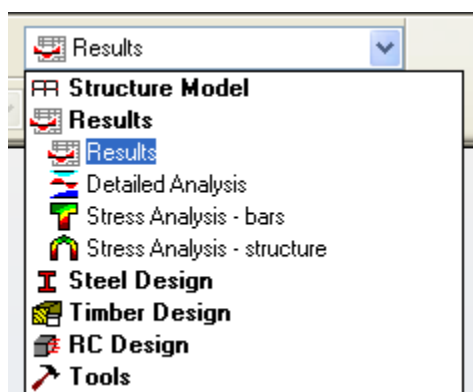 Results
Structure Model
Results
Results
Detailed Analysis
Stress Analysis - bars
Stress Analysis - structure
Steel Design
Timber Design
RC Design
Tools